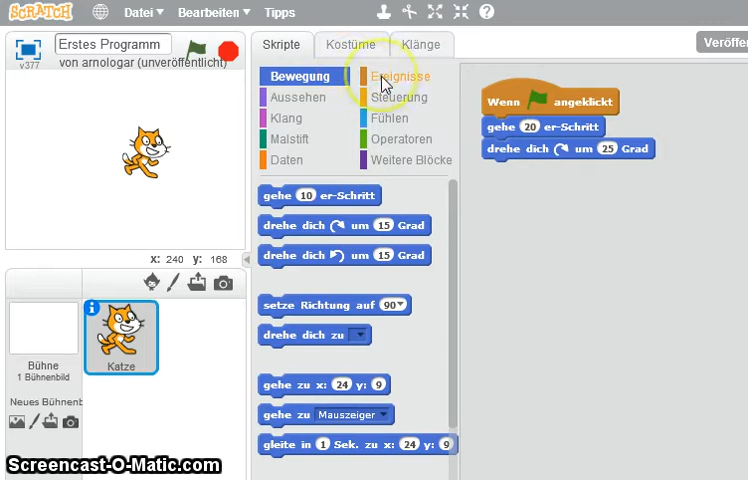 SCRATCH Datei Bearbeiten Tipps
Erstes Programm
von arnologar (unveröffentlicht)
v377
Skripte Kostüme Klänge
Veröffer
Bewegung Ereignisse
Aussehen Steuerung
Klang Fühlen
Malstift Operatoren
Daten Weitere Blöcke
gehe 10 er-Schritt
drehe dich um 15 Grad
drehe dich um 15 Grad
setze Richtung auf 90
drehe dich zu
gehe zu x: 24 y: 9
gehe zu Mauszeiger
gleite in 1 Sek. zu x: 24 y: 9
Wenn angeklickt
gehe 20 er-Schritt
drehe dich um 25 Grad
x: 240 y: 168
Bühne
1 Bühnenbild
Neues Bühnenb
Katze
Screencast-O-Matic.com